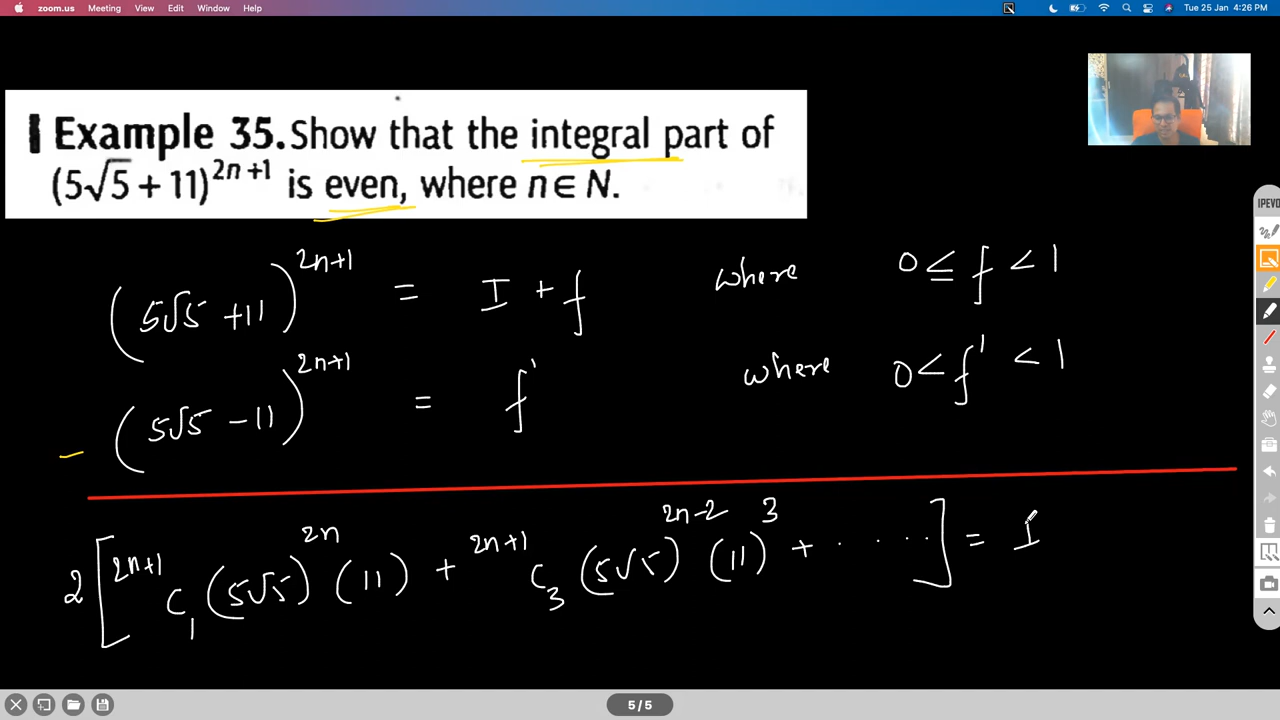 zoom.us Meeting View Edit Window Help Tue 25 Jan 4:26 PM
Example 35. Show that the integral part of
(5√5 + 11)^{2n+1} is even, where n ∈ N.
IPEVO
(5√5 + 11)^{2n+1} = I + f where 0 ≤ f < 1
(5√5 − 11)^{2n+1} = f' where 0 < f' < 1
2[^{2n+1}C_1 (5√5)^{2n} (11) + ^{2n+1}C_3 (5√5)^{2n−2} (11)^3 + · · · · ·] = I
5/5